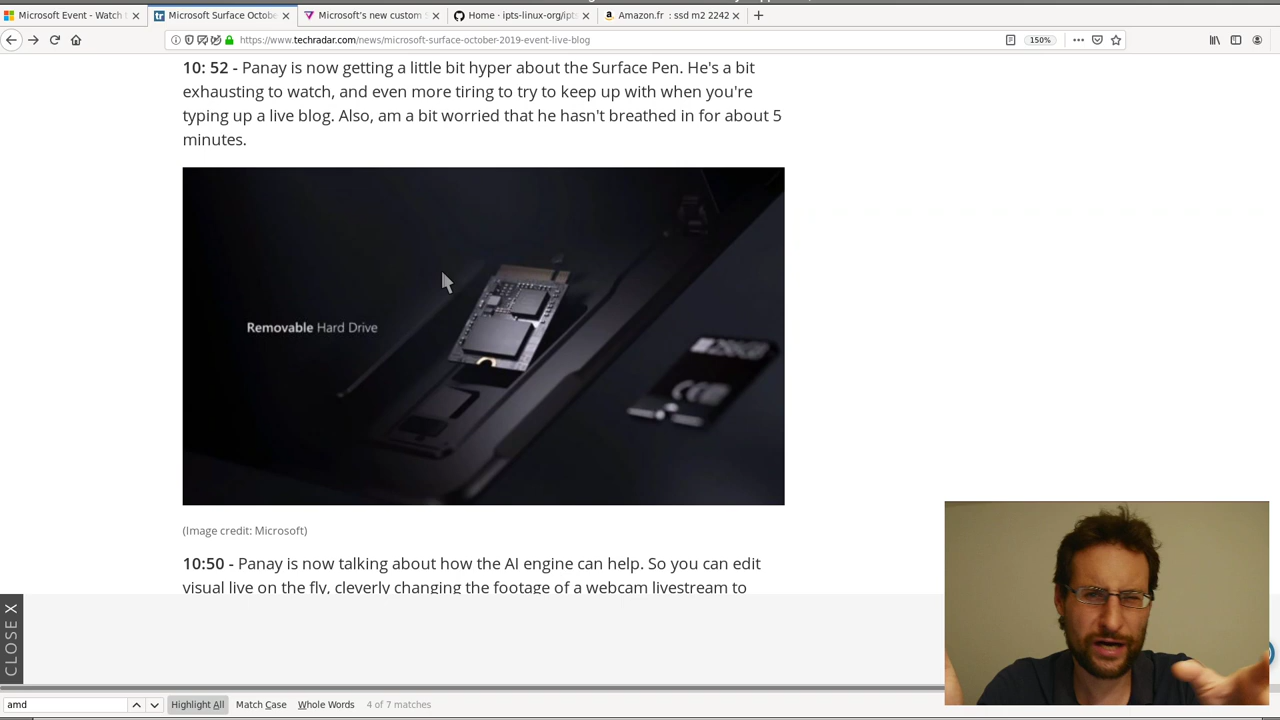 Microsoft Event - Watch t
Microsoft Surface Octobe
Microsoft's new custom S
Home · ipts-linux-org/ipts
Amazon.fr : ssd m2 2242
https://www.techradar.com/news/microsoft-surface-october-2019-event-live-blog
150%
10: 52 - Panay is now getting a little bit hyper about the Surface Pen. He's a bit
exhausting to watch, and even more tiring to try to keep up with when you're
typing up a live blog. Also, am a bit worried that he hasn't breathed in for about 5
minutes.
Removable Hard Drive
(Image credit: Microsoft)
10:50 - Panay is now talking about how the AI engine can help. So you can edit
visual live on the fly, cleverly changing the footage of a webcam livestream to
CLOSE X
amd
Highlight All
Match Case
Whole Words
4 of 7 matches